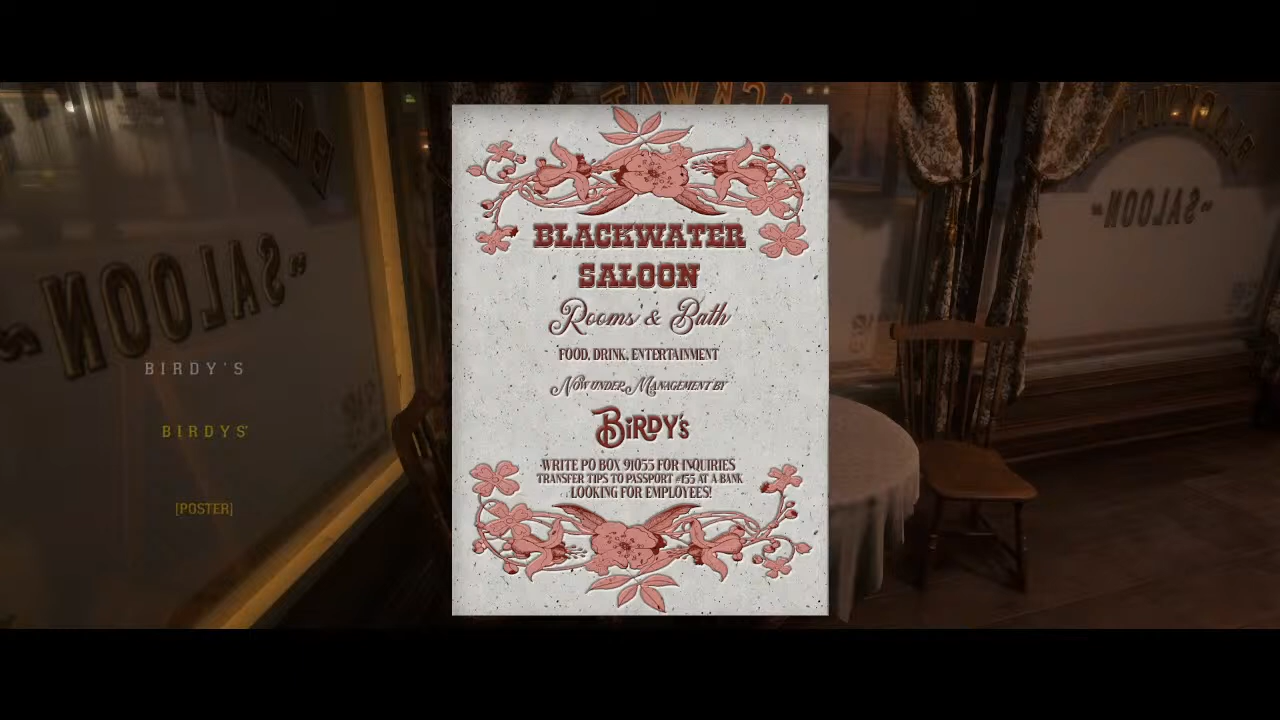 BLACKWATER
SALOON
Rooms & Bath
FOOD, DRINK, ENTERTAINMENT
NOW UNDER MANAGEMENT BY
BIRDY'S
WRITE PO BOX 91055 FOR INQUIRIES
TRANSFER TIPS TO PASSPORT #155 AT A BANK
LOOKING FOR EMPLOYEES!
BIRDY'S
BIRDYS'
[POSTER]
"SALOON"
"SALOON"